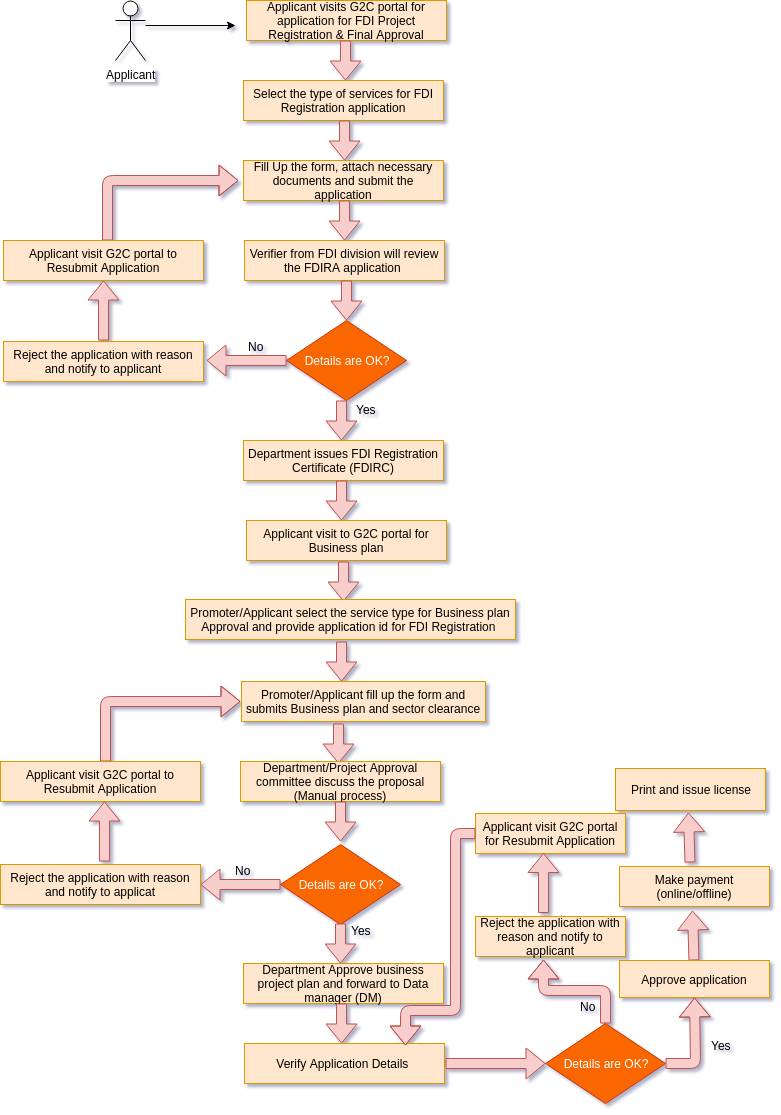 Applicant
Applicant visits G2C portal for
application for FDI Project
Registration & Final Approval
Select the type of services for FDI
Registration application
Fill Up the form, attach necessary
documents and submit the
application
Applicant visit G2C portal to
Resubmit Application
Verifier from FDI division will review
the FDIRA application
Reject the application with reason
and notify to applicant
No
Details are OK?
Yes
Department issues FDI Registration
Certificate (FDIRC)
Applicant visit to G2C portal for
Business plan
Promoter/Applicant select the service type for Business plan
Approval and provide application id for FDI Registration
Promoter/Applicant fill up the form and
submits Business plan and sector clearance
Applicant visit G2C portal to
Resubmit Application
Department/Project Approval
committee discuss the proposal
(Manual process)
Reject the application with reason
and notify to applicat
No
Details are OK?
Yes
Department Approve business
project plan and forward to Data
manager (DM)
Verify Application Details
Applicant visit G2C portal
for Resubmit Application
Reject the application with
reason and notify to
applicant
No
Details are OK?
Yes
Approve application
Make payment
(online/offline)
Print and issue license